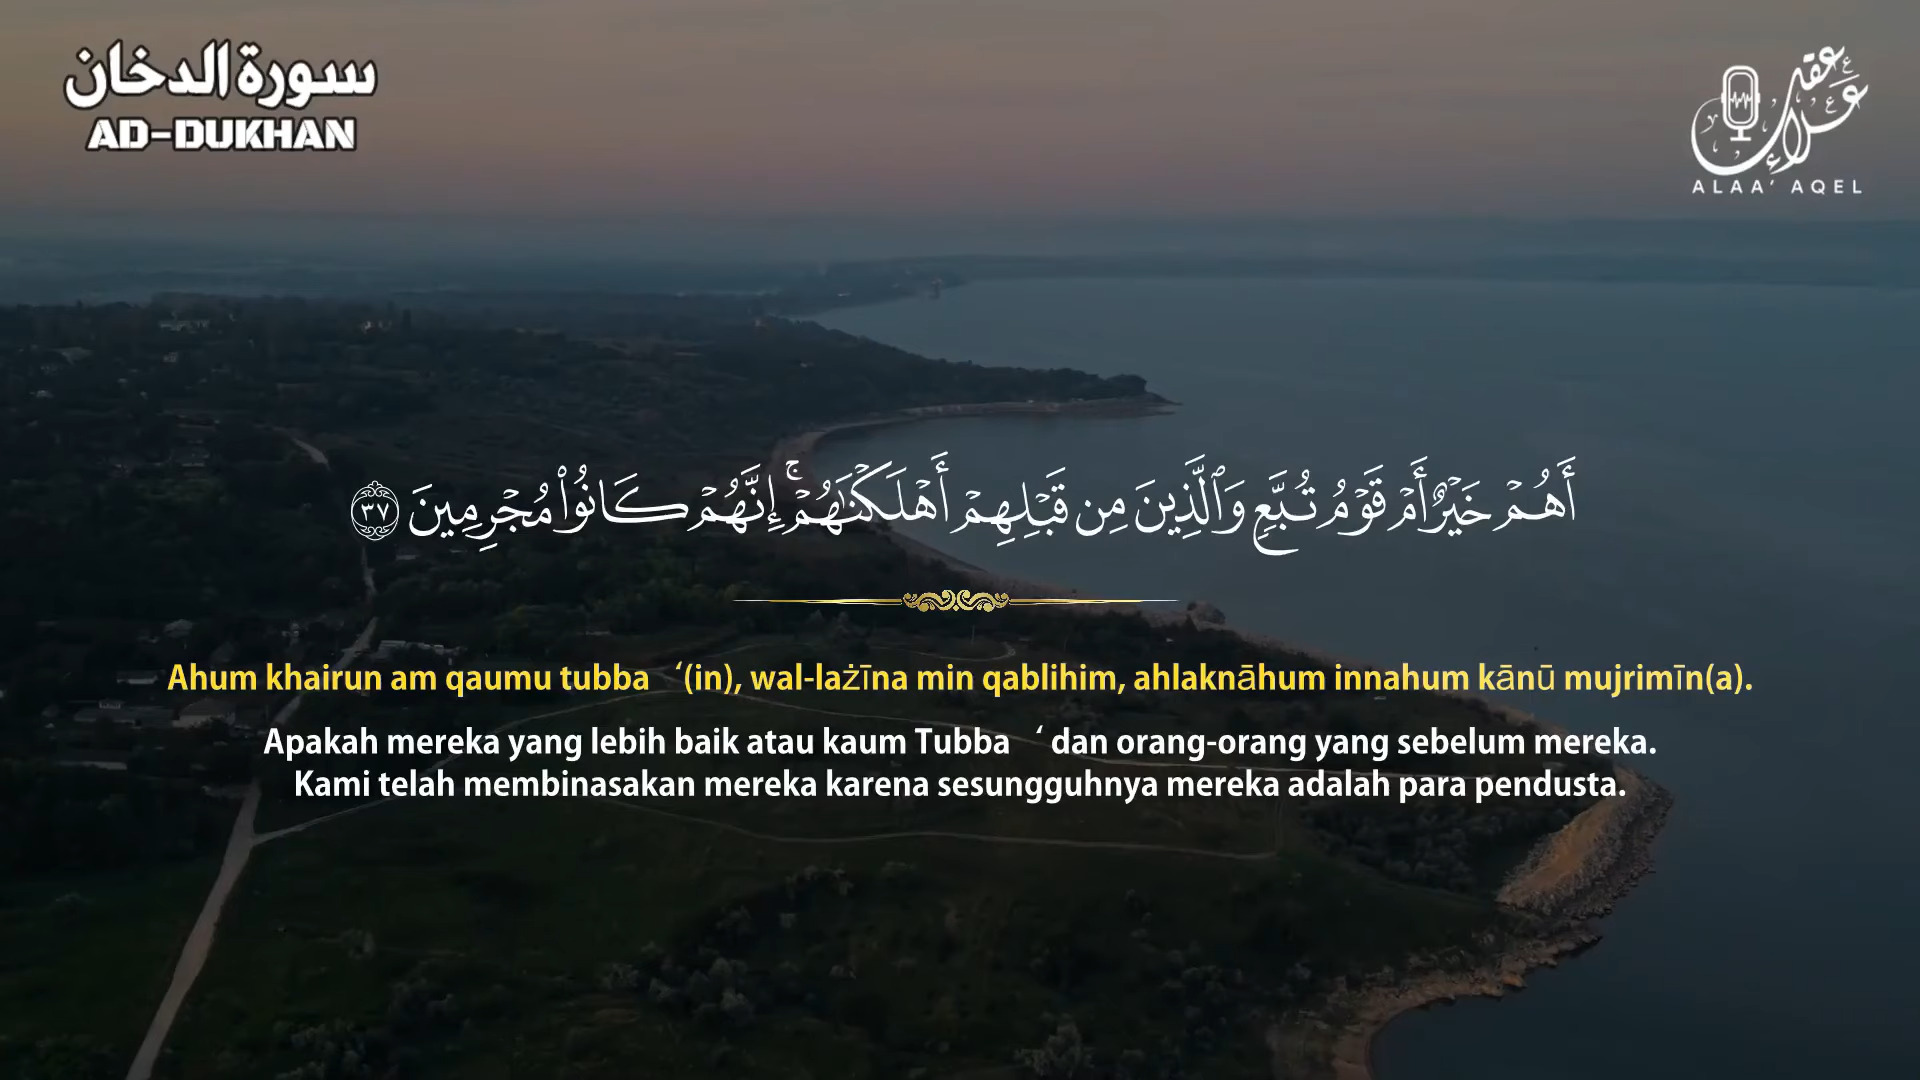 سورة الدخان
AD-DUKHAN
علاء عقل
ALAA' AQEL
أَهُمْ خَيْرٌ أَمْ قَوْمُ تُبَّعٍ وَٱلَّذِينَ مِن قَبْلِهِمْ أَهْلَكْنَٰهُمْ ۚ إِنَّهُمْ كَانُوا۟ مُجْرِمِينَ ٣٧
Ahum khairun am qaumu tubba ‘(in), wal-lażīna min qablihim, ahlaknāhum innahum kānū mujrimīn(a).
Apakah mereka yang lebih baik atau kaum Tubba ‘ dan orang-orang yang sebelum mereka.
Kami telah membinasakan mereka karena sesungguhnya mereka adalah para pendusta.